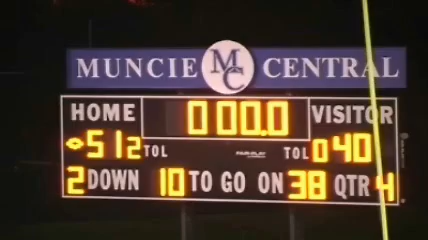 MUNCIE MC CENTRAL
HOME 000.0 VISITOR
51 2 TOL TOL 0 40
2 DOWN 10 TO GO ON 38 QTR 4